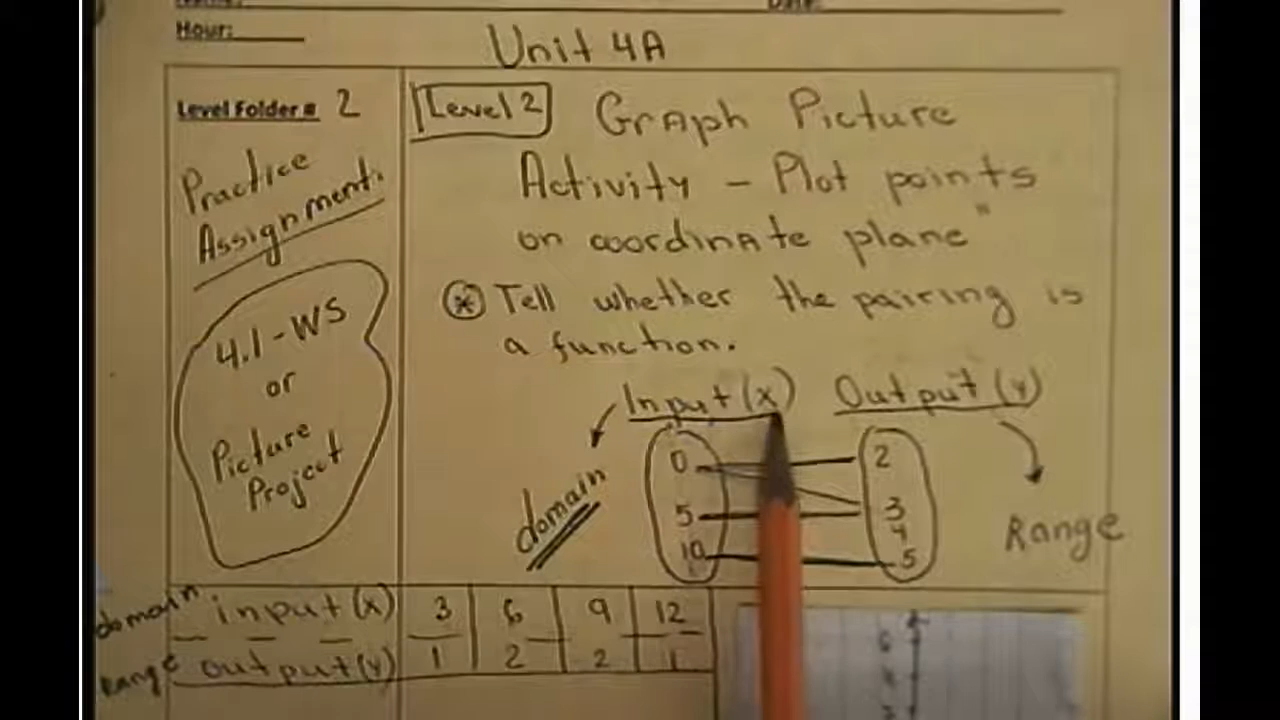 Hour:
Unit 4A
Level Folder # 2
Practice
Assignment.
4.1-WS
or
Picture
Project
Level 2 Graph Picture
Activity - Plot points
on coordinate plane"
* Tell whether the pairing is
a function.
Input (x) Output (y)
domain
0 2
5 3
4
10 5
Range
domain input (x) 3 6 9 12
Range output (y) 1 2 2 1
6
4